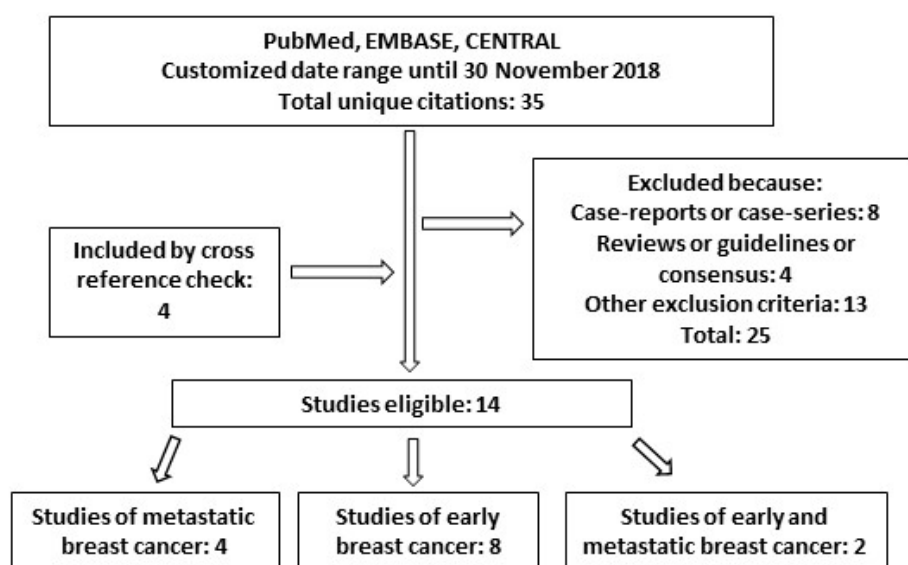 PubMed, EMBASE, CENTRAL
Customized date range until 30 November 2018
Total unique citations: 35
Excluded because:
Case-reports or case-series: 8
Reviews or guidelines or
consensus: 4
Other exclusion criteria: 13
Total: 25
Included by cross
reference check:
4
Studies eligible: 14
Studies of metastatic
breast cancer: 4
Studies of early
breast cancer: 8
Studies of early and
metastatic breast cancer: 2